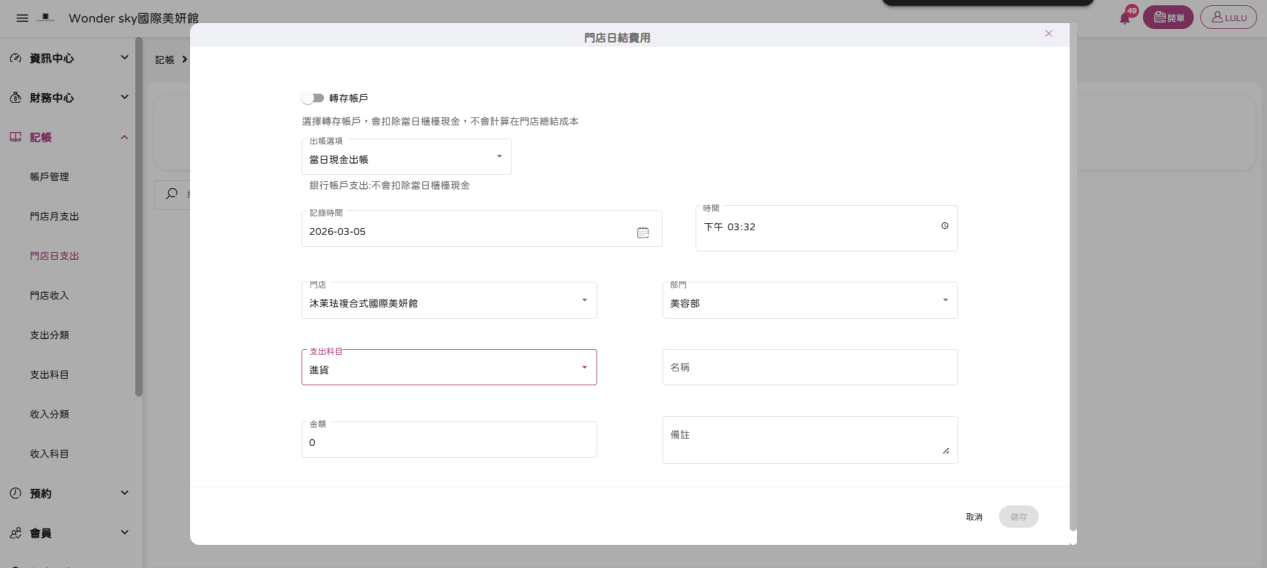 Wonder sky國際美妍館
49
開單
LULU
資訊中心
財務中心
記帳
帳戶管理
門店月支出
門店日支出
門店收入
支出分類
支出科目
收入分類
收入科目
預約
會員
記帳
門店日結費用
轉存帳戶
選擇轉存帳戶，會扣除當日櫃檯現金，不會計算在門店總結成本
出帳選項
當日現金出帳
銀行帳戶支出:不會扣除當日櫃檯現金
記錄時間
2026-03-05
時間
下午 03:32
門店
沐茉琺複合式國際美妍館
部門
美容部
支出科目
進貨
名稱
金額
0
備註
取消
儲存